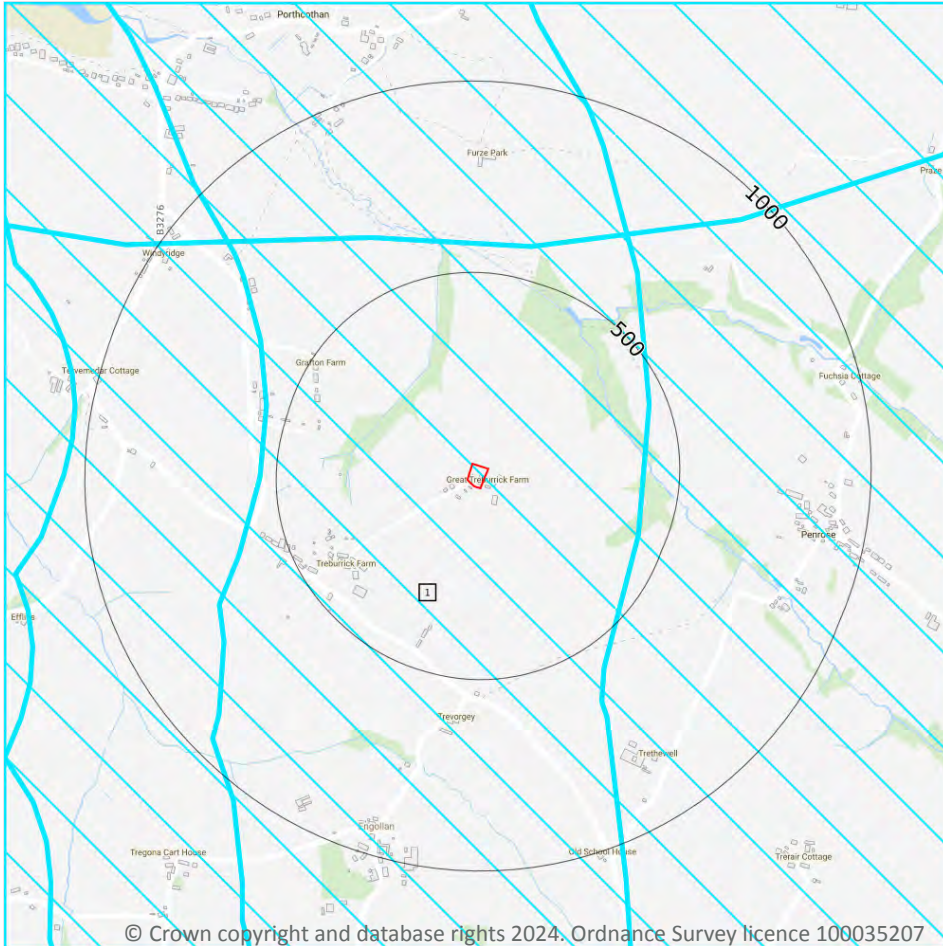 Porthcothan
Furze Park
1000
Praze
B3276
Windyridge
500
Grafton Farm
Trevemedar Cottage
Fuchsia Cottage
Great Treburrick Farm
Penrose
Treburrick Farm
1
Efflins
Trevorgey
Trethewell
Engollan
Tregona Cart House
Old School House
Trerair Cottage
© Crown copyright and database rights 2024. Ordnance Survey licence 100035207